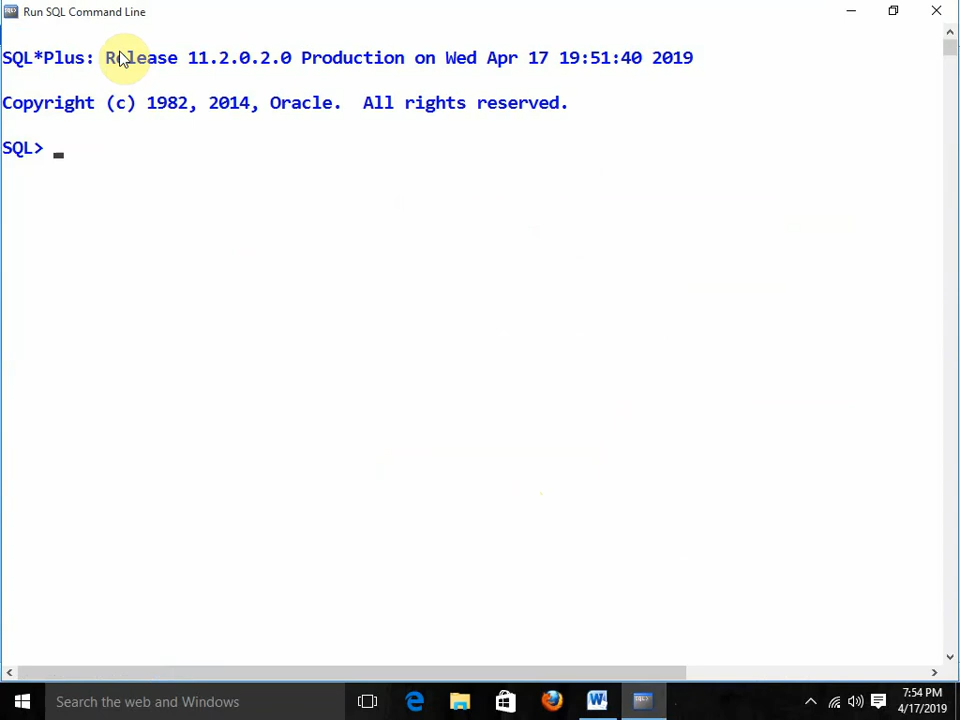 Run SQL Command Line
SQL*Plus: Release 11.2.0.2.0 Production on Wed Apr 17 19:51:40 2019
Copyright (c) 1982, 2014, Oracle.  All rights reserved.
SQL>
Search the web and Windows
7:54 PM
4/17/2019